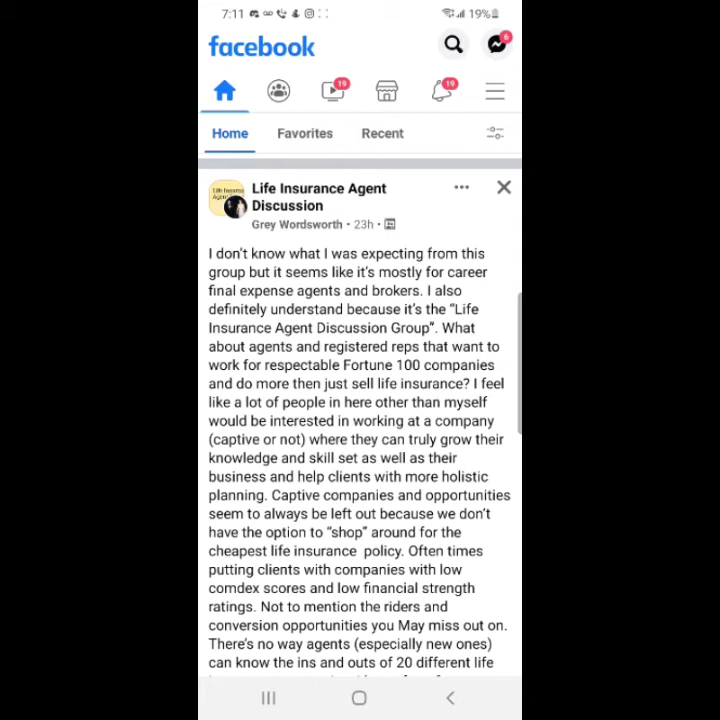 7:11 19%
facebook
6
19 19
Home Favorites Recent
Life Insurance Agent
Discussion
Grey Wordsworth • 23h •
I don't know what I was expecting from this
group but it seems like it's mostly for career
final expense agents and brokers. I also
definitely understand because it's the “Life
Insurance Agent Discussion Group”. What
about agents and registered reps that want to
work for respectable Fortune 100 companies
and do more then just sell life insurance? I feel
like a lot of people in here other than myself
would be interested in working at a company
(captive or not) where they can truly grow their
knowledge and skill set as well as their
business and help clients with more holistic
planning. Captive companies and opportunities
seem to always be left out because we don't
have the option to “shop” around for the
cheapest life insurance policy. Often times
putting clients with companies with low
comdex scores and low financial strength
ratings. Not to mention the riders and
conversion opportunities you May miss out on.
There's no way agents (especially new ones)
can know the ins and outs of 20 different life